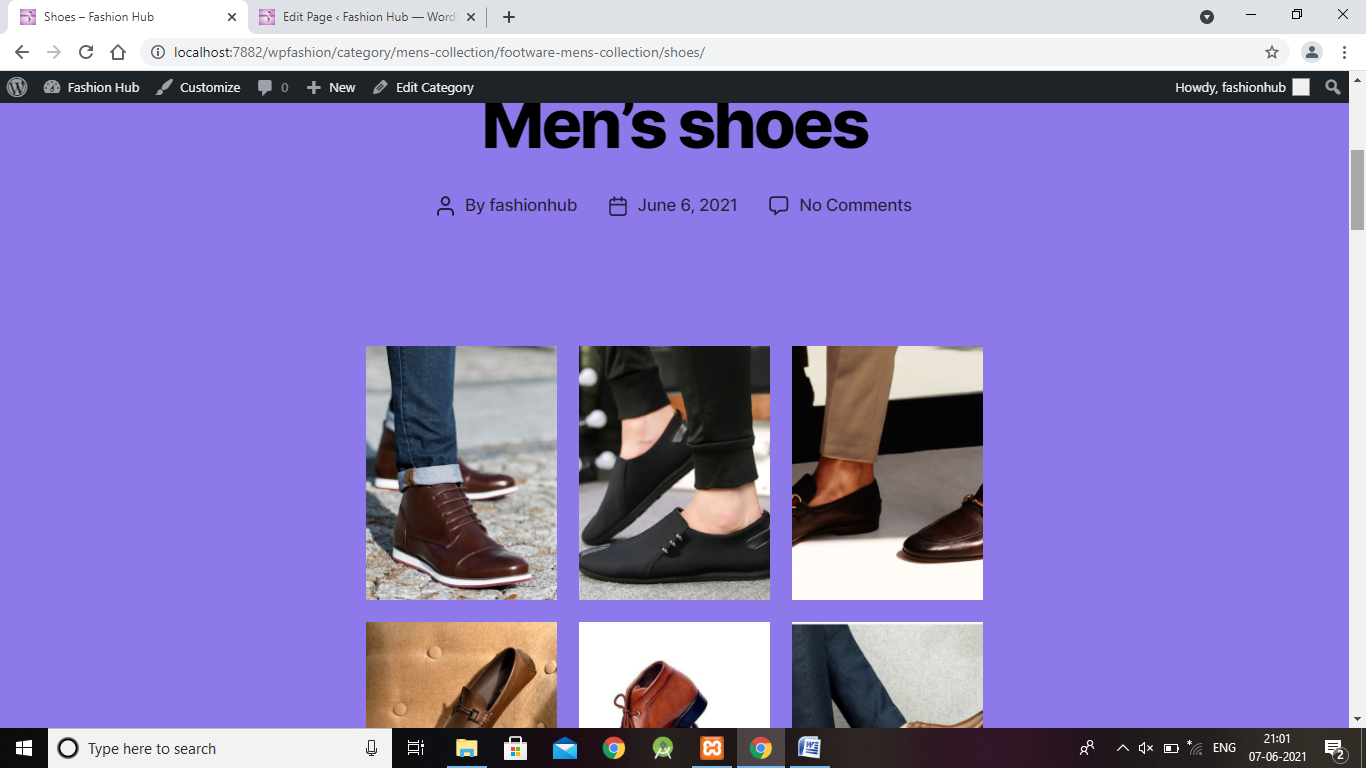 Shoes – Fashion Hub
Edit Page ‹ Fashion Hub — Word
localhost:7882/wpfashion/category/mens-collection/footware-mens-collection/shoes/
Fashion Hub Customize 0 New Edit Category Howdy, fashionhub
Men's shoes
By fashionhub June 6, 2021 No Comments
Type here to search
ENG
21:01
07-06-2021
2